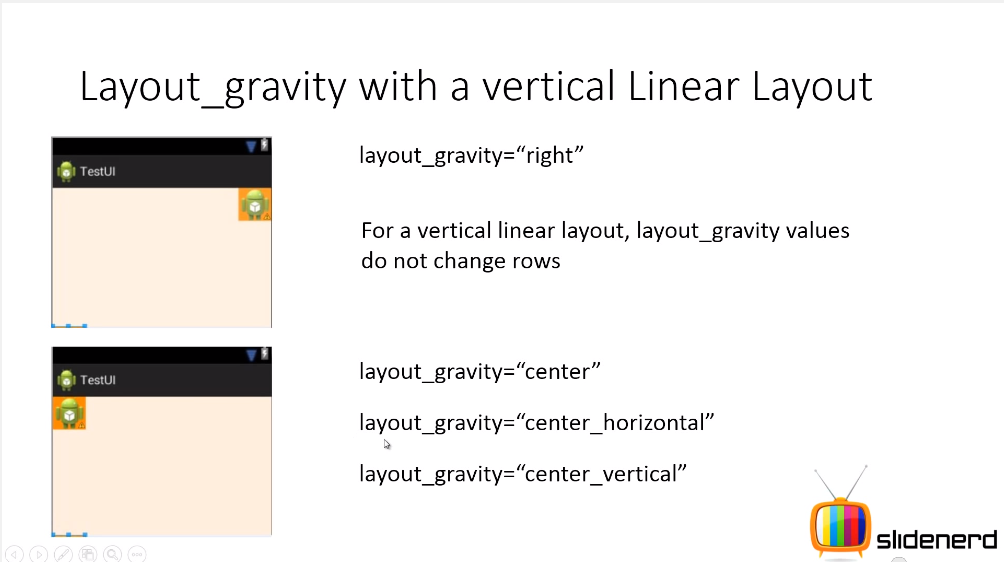 Layout_gravity with a vertical Linear Layout
TestUI
layout_gravity=“right”
For a vertical linear layout, layout_gravity values
do not change rows
TestUI
layout_gravity=“center”
layout_gravity=“center_horizontal”
layout_gravity=“center_vertical”
slidenerd